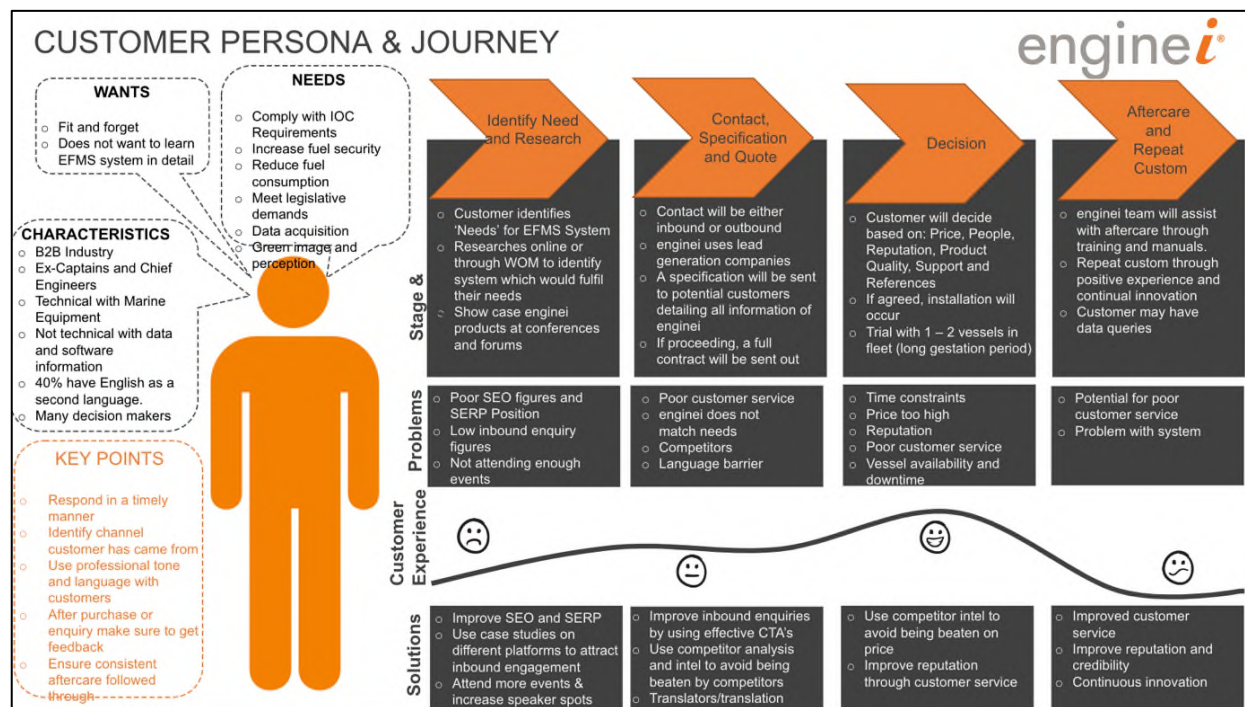 CUSTOMER PERSONA & JOURNEY
enginei®
WANTS
o Fit and forget
o Does not want to learn
EFMS system in detail
NEEDS
o Comply with IOC
Requirements
o Increase fuel security
o Reduce fuel
consumption
o Meet legislative
demands
o Data acquisition
o Green image and
perception
CHARACTERISTICS
o B2B Industry
o Ex-Captains and Chief
Engineers
o Technical with Marine
Equipment
o Not technical with data
and software
information
o 40% have English as a
second language.
o Many decision makers
KEY POINTS
o Respond in a timely
manner
o Identify channel
customer has came from
o Use professional tone
and language with
customers
o After purchase or
enquiry make sure to get
feedback
o Ensure consistent
aftercare followed
through
Identify Need
and Research
Contact,
Specification
and Quote
Decision
Aftercare
and
Repeat
Custom
Stage &
o Customer identifies
‘Needs’ for EFMS System
o Researches online or
through WOM to identify
system which would fulfil
their needs
o Show case enginei
products at conferences
and forums
o Contact will be either
inbound or outbound
o enginei uses lead
generation companies
o A specification will be sent
to potential customers
detailing all information of
enginei
o If proceeding, a full
contract will be sent out
o Customer will decide
based on: Price, People,
Reputation, Product
Quality, Support and
References
o If agreed, installation will
occur
o Trial with 1 – 2 vessels in
fleet (long gestation period)
o enginei team will assist
with aftercare through
training and manuals.
o Repeat custom through
positive experience and
continual innovation
o Customer may have
data queries
Problems
o Poor SEO figures and
SERP Position
o Low inbound enquiry
figures
o Not attending enough
events
o Poor customer service
o enginei does not
match needs
o Competitors
o Language barrier
o Time constraints
o Price too high
o Reputation
o Poor customer service
o Vessel availability and
downtime
o Potential for poor
customer service
o Problem with system
Customer
Experience
Solutions
o Improve SEO and SERP
o Use case studies on
different platforms to attract
inbound engagement
o Attend more events &
increase speaker spots
o Improve inbound enquiries
by using effective CTA’s
o Use competitor analysis
and intel to avoid being
beaten by competitors
o Translators/translation
o Use competitor intel to
avoid being beaten on
price
o Improve reputation
through customer service
o Improved customer
service
o Improve reputation and
credibility
o Continuous innovation